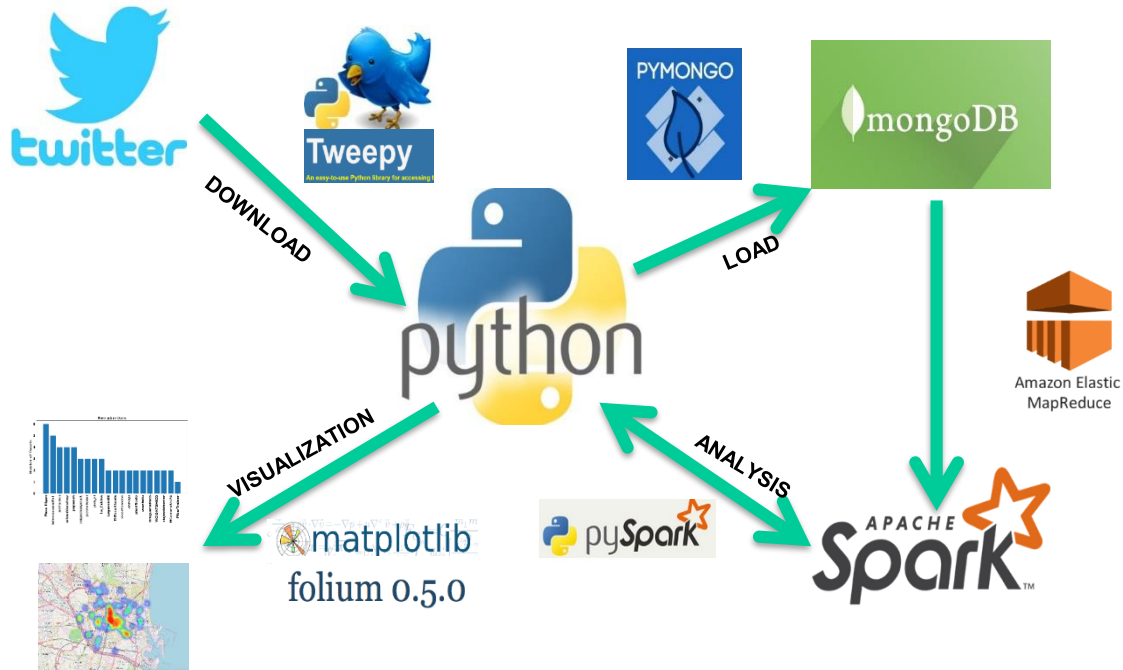 twitter
Tweepy
An easy-to-use Python library for accessing t
PYMONGO
mongoDB
DOWNLOAD
LOAD
python
Amazon Elastic
MapReduce
VISUALIZATION
ANALYSIS
matplotlib
folium 0.5.0
pySpark
APACHE
Spark™